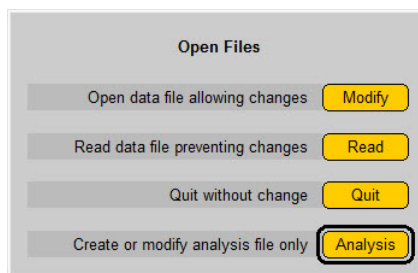 Open Files
Open data file allowing changes Modify
Read data file preventing changes Read
Quit without change Quit
Create or modify analysis file only Analysis